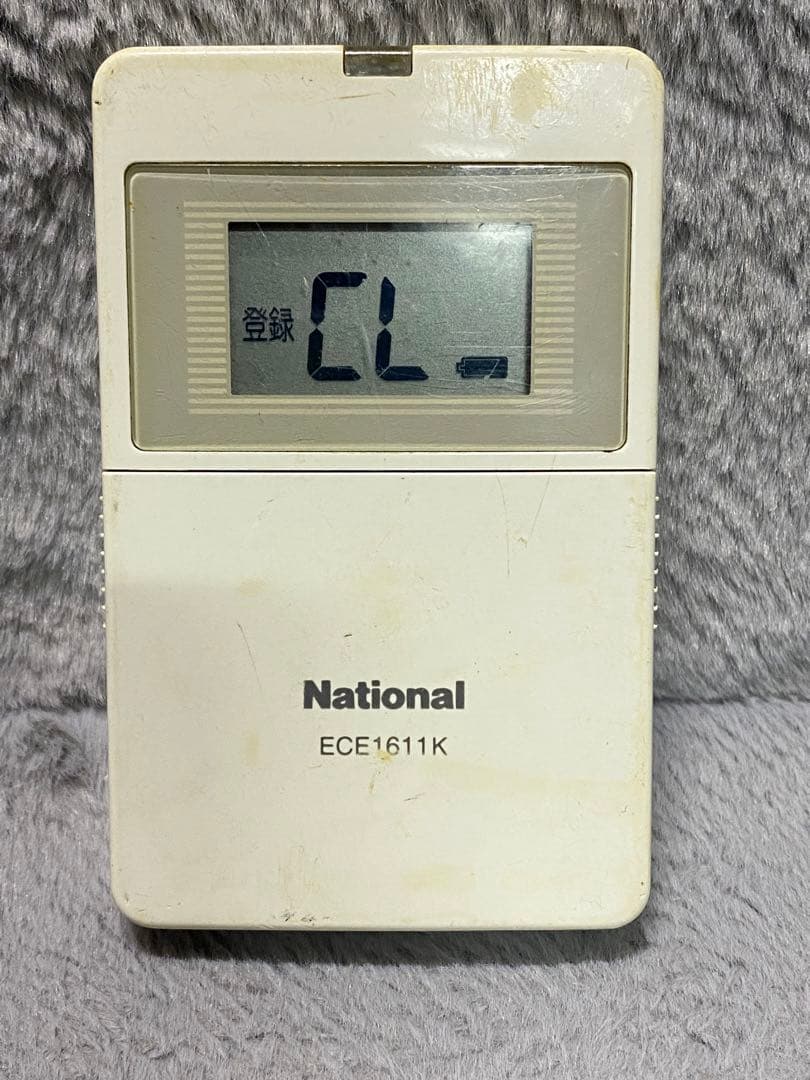 登録 CL
National
ECE1611K